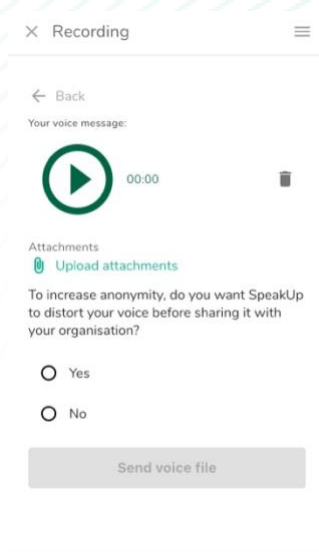 Recording
Back
Your voice message:
00:00
Attachments
Upload attachments
To increase anonymity, do you want SpeakUp
to distort your voice before sharing it with
your organisation?
Yes
No
Send voice file